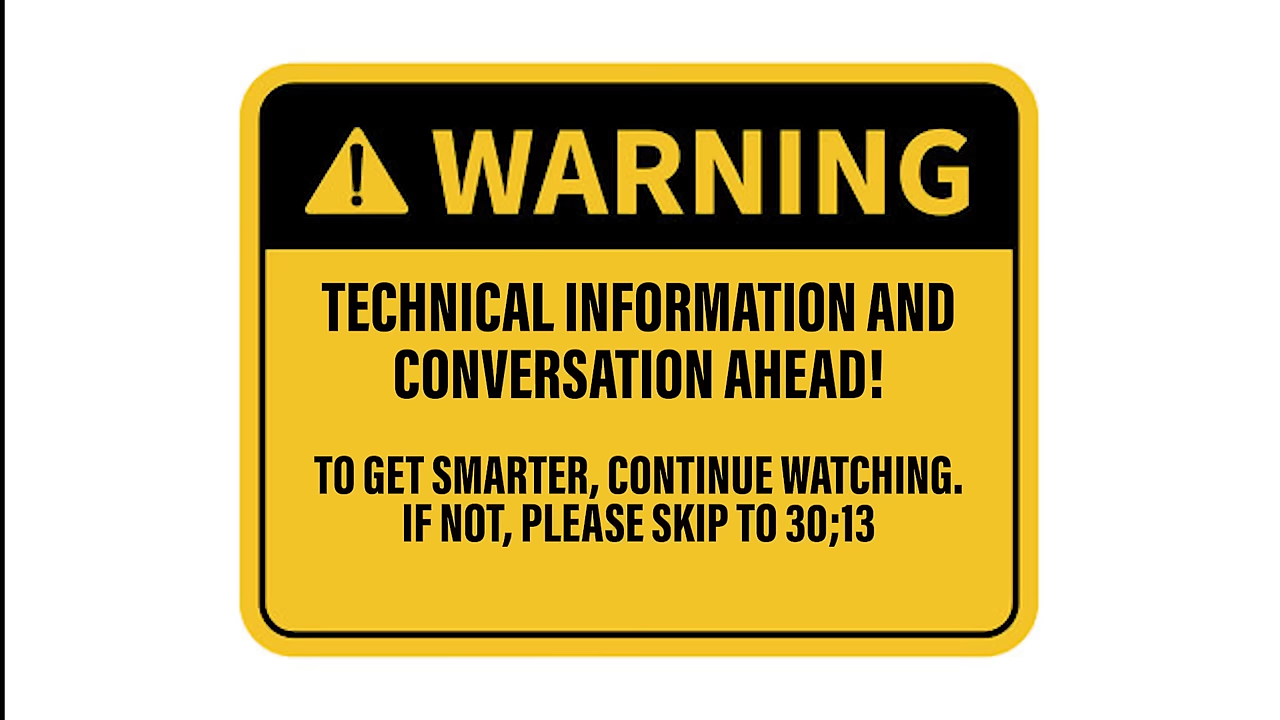 WARNING
TECHNICAL INFORMATION AND
CONVERSATION AHEAD!
TO GET SMARTER, CONTINUE WATCHING.
IF NOT, PLEASE SKIP TO 30;13